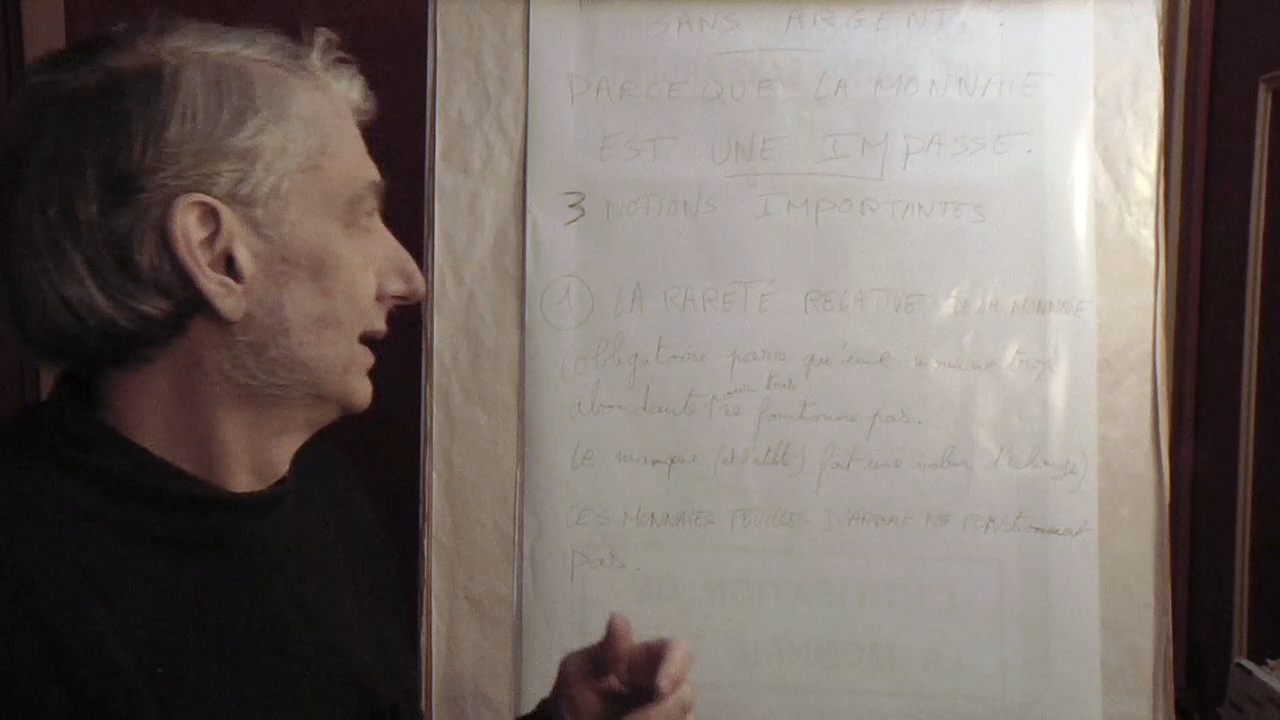 SANS ARGENT ?
PARCE QUE LA MONNAIE
EST UNE IMPASSE.
3 NOTIONS IMPORTANTES
1 LA RARETÉ RELATIVE DE LA MONNAIE
(obligatoire parce qu'une monnaie trop
abondante pour tous ne fonctionne pas.
LE manque fait une valeur d'échange)
LES MONNAIES FEUILLES D'ARBRE NE FONctionnent
pas.